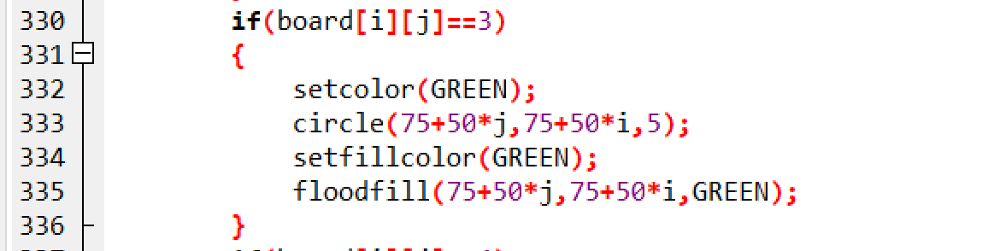 330 if(board[i][j]==3)
331 {
332 setcolor(GREEN);
333 circle(75+50*j,75+50*i,5);
334 setfillcolor(GREEN);
335 floodfill(75+50*j,75+50*i,GREEN);
336 }